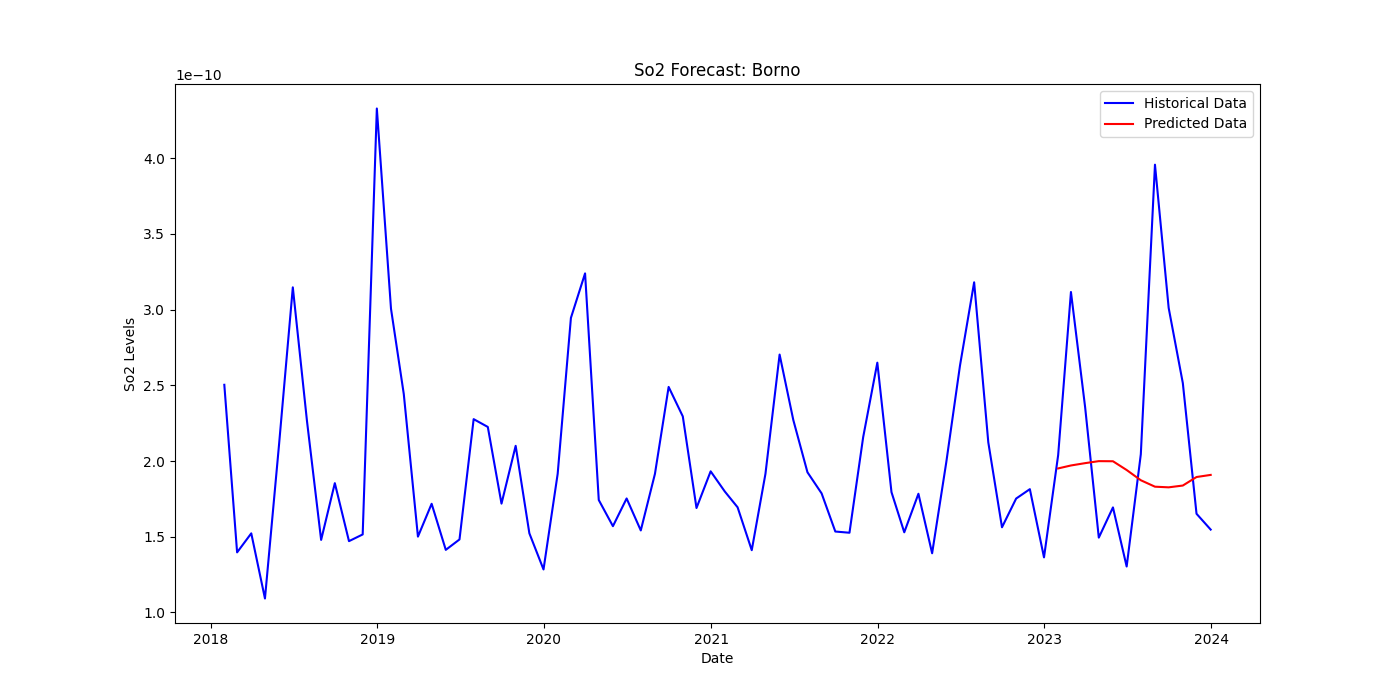 So2 Forecast: Borno
1e−10
Historical Data
Predicted Data
4.0
3.5
3.0
2.5
2.0
1.5
1.0
So2 Levels
2018 2019 2020 2021 2022 2023 2024
Date